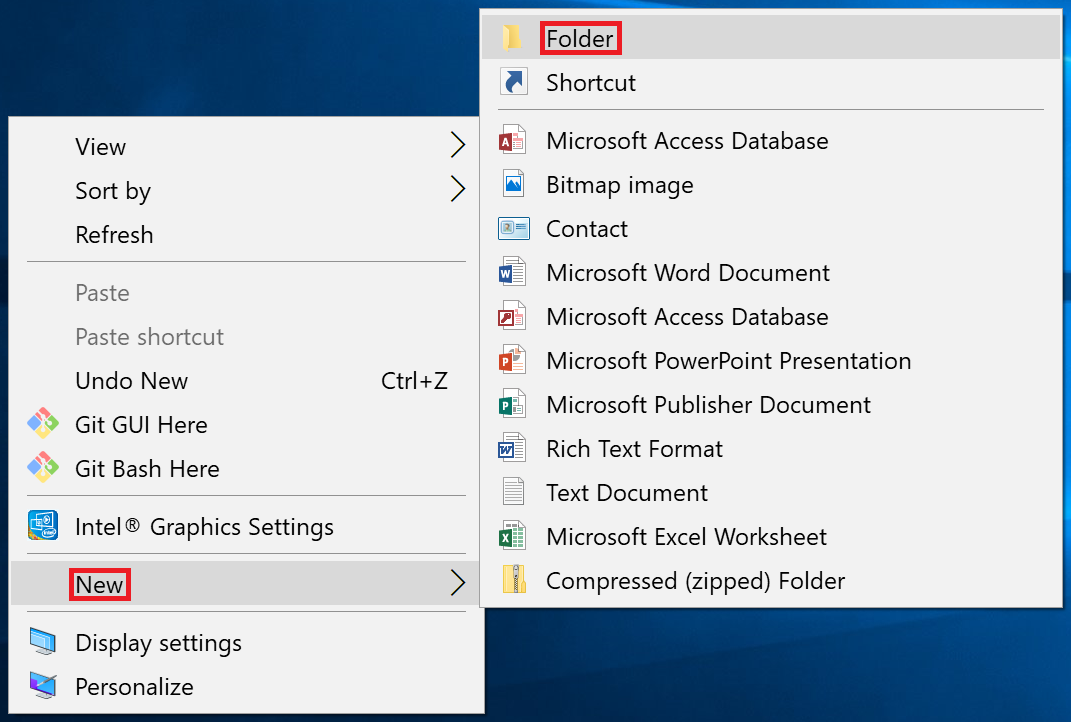 View
Sort by
Refresh
Paste
Paste shortcut
Undo New Ctrl+Z
Git GUI Here
Git Bash Here
Intel® Graphics Settings
New
Display settings
Personalize
Folder
Shortcut
Microsoft Access Database
Bitmap image
Contact
Microsoft Word Document
Microsoft Access Database
Microsoft PowerPoint Presentation
Microsoft Publisher Document
Rich Text Format
Text Document
Microsoft Excel Worksheet
Compressed (zipped) Folder